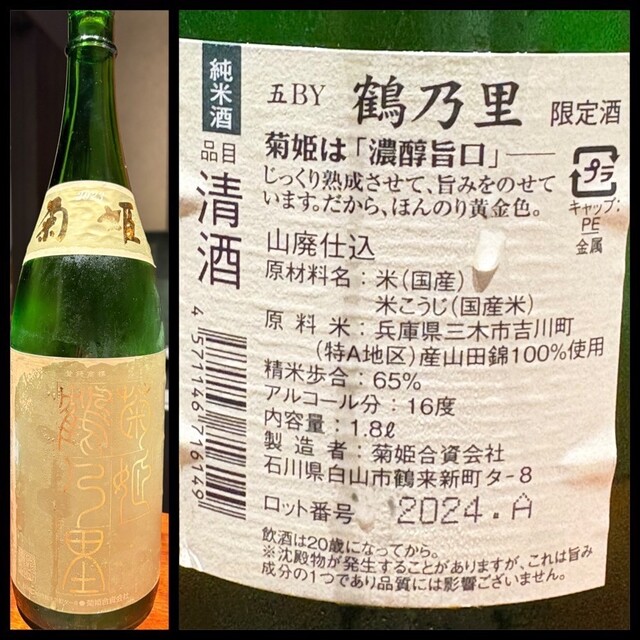 菊姫
菊姫
鶴乃里
純米酒
品目
清酒
五BY 鶴乃里 限定酒
菊姫は「濃醇旨口」──
じっくり熟成させて、旨みをのせて
います。だから、ほんのり黄金色。
プラ
キャップ:
PE
金属
山廃仕込
原材料名:米(国産)
米こうじ(国産米)
原料米:兵庫県三木市吉川町
(特A地区)産山田錦100%使用
精米歩合:65%
アルコール分:16度
内容量:1.8ℓ
製造者:菊姫合資会社
石川県白山市鶴来新町タ-8
ロット番号 2024.A
飲酒は20歳になってから。
※沈殿物が発生することがありますが、これは旨み
成分の1つであり品質には影響ございません。
4571146716149